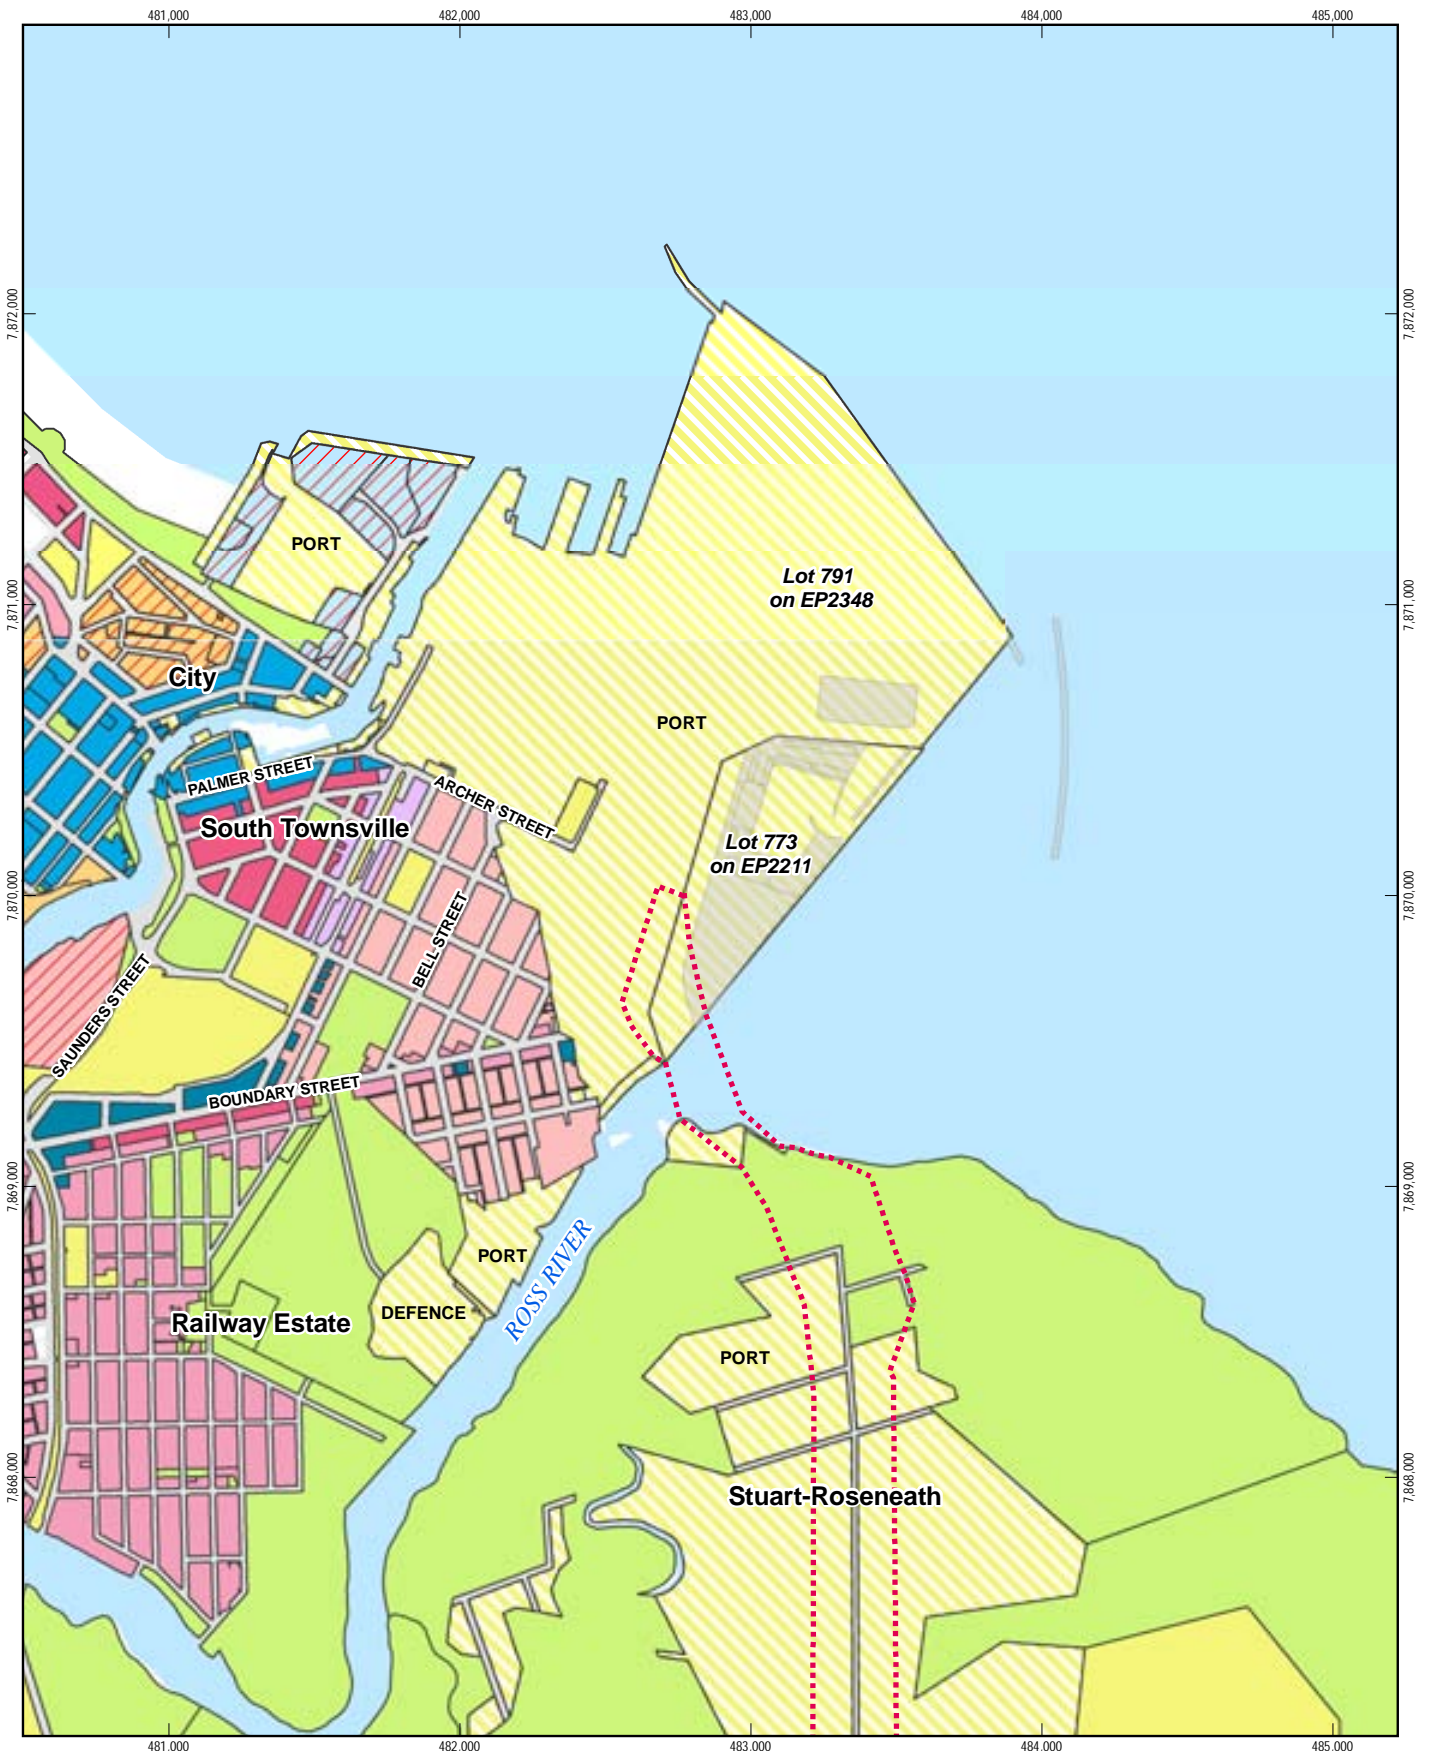 481,000
482,000
483,000
484,000
485,000
7,872,000
7,872,000
PORT
Lot 791
on EP2348
7,871,000
7,871,000
City
PORT
PALMER STREET
ARCHER STREET
South Townsville
Lot 773
on EP2211
7,870,000
7,870,000
BELL STREET
SAUNDERS STREET
BOUNDARY STREET
7,869,000
7,869,000
PORT
ROSS RIVER
DEFENCE
Railway Estate
PORT
7,868,000
7,868,000
Stuart-Roseneath
481,000
482,000
483,000
484,000
485,000